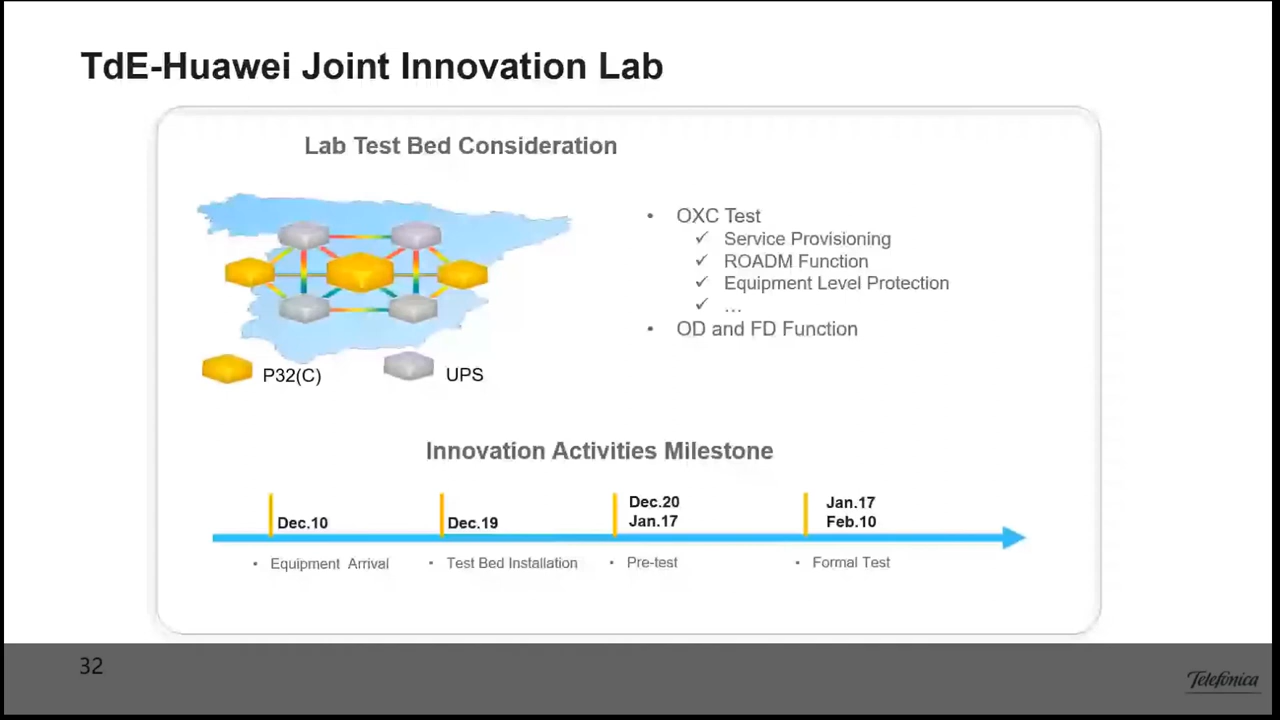 TdE-Huawei Joint Innovation Lab
Lab Test Bed Consideration
• OXC Test
✓ Service Provisioning
✓ ROADM Function
✓ Equipment Level Protection
✓ …
• OD and FD Function
P32(C)
UPS
Innovation Activities Milestone
Dec.10
• Equipment Arrival
Dec.19
• Test Bed Installation
Dec.20
Jan.17
• Pre-test
Jan.17
Feb.10
• Formal Test
32
Telefónica